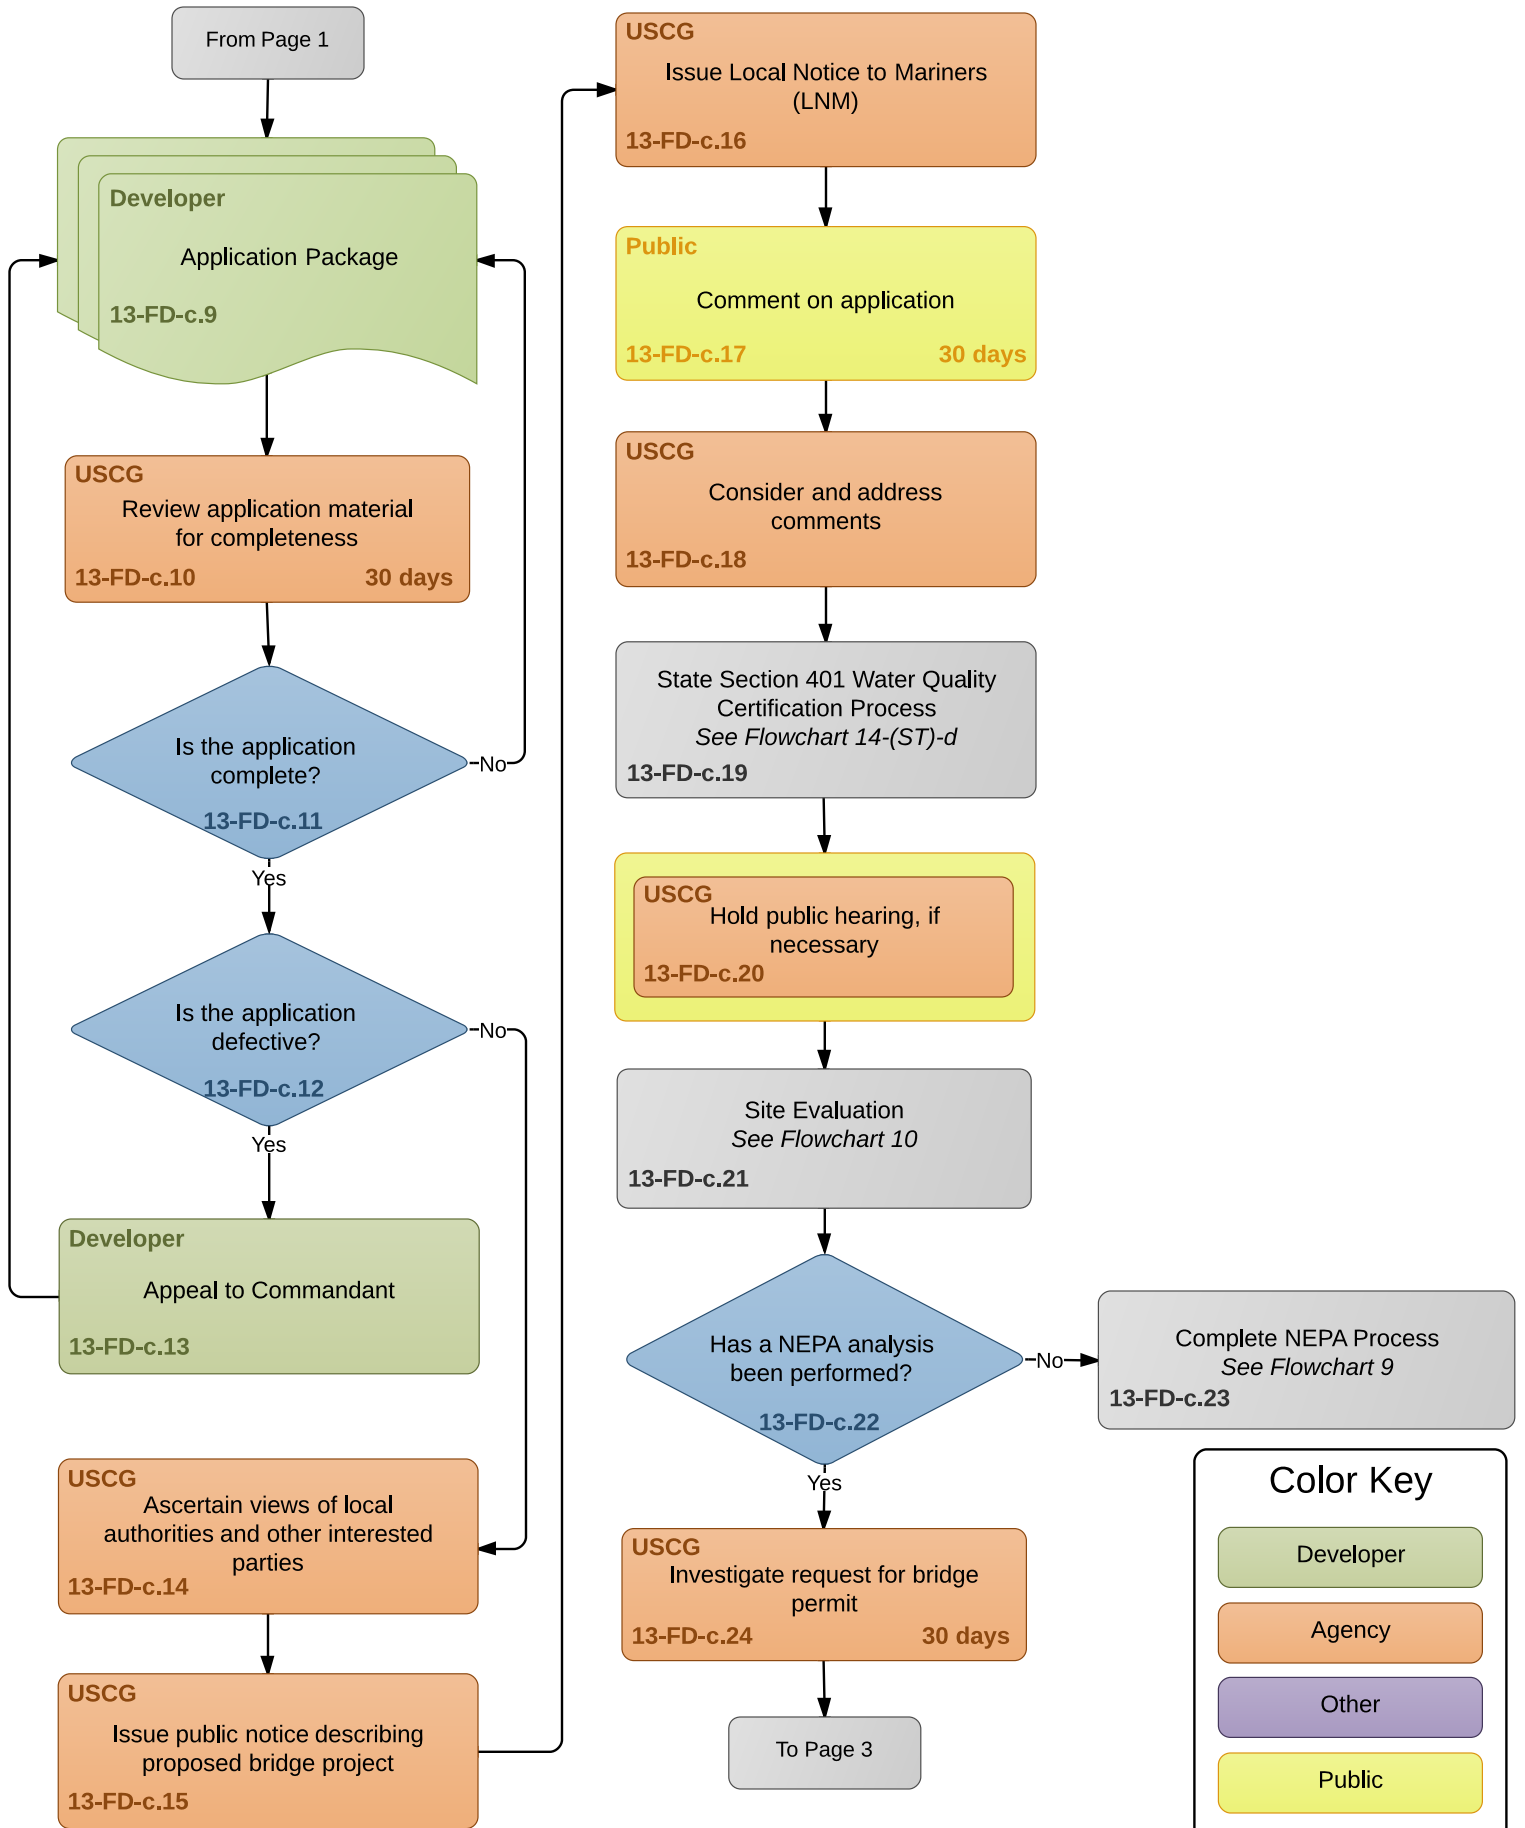 From Page 1
Developer
Application Package
13-FD-c.9
USCG
Review application material
for completeness
13-FD-c.10
30 days
Is the application
complete?
13-FD-c.11
No
Yes
Is the application
defective?
13-FD-c.12
No
Yes
Developer
Appeal to Commandant
13-FD-c.13
USCG
Ascertain views of local
authorities and other interested
parties
13-FD-c.14
USCG
Issue public notice describing
proposed bridge project
13-FD-c.15
USCG
Issue Local Notice to Mariners
(LNM)
13-FD-c.16
Public
Comment on application
13-FD-c.17
30 days
USCG
Consider and address
comments
13-FD-c.18
State Section 401 Water Quality
Certification Process
See Flowchart 14-(ST)-d
13-FD-c.19
USCG
Hold public hearing, if
necessary
13-FD-c.20
Site Evaluation
See Flowchart 10
13-FD-c.21
Has a NEPA analysis
been performed?
13-FD-c.22
No
Yes
Complete NEPA Process
See Flowchart 9
13-FD-c.23
USCG
Investigate request for bridge
permit
13-FD-c.24
30 days
To Page 3
Color Key
Developer
Agency
Other
Public